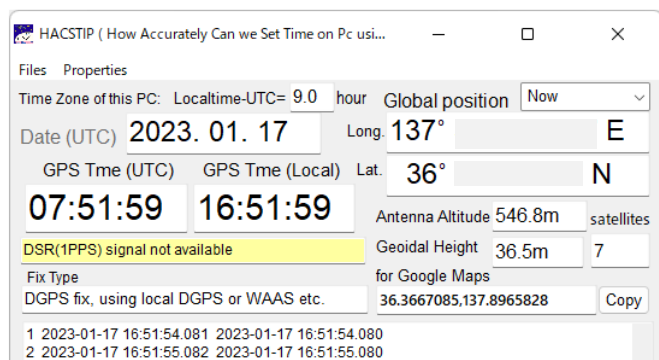 HACSTIP ( How Accurately Can we Set Time on Pc usi...
Files Properties
Time Zone of this PC: Localtime-UTC= 9.0 hour
Global position Now
Date (UTC) 2023. 01. 17
Long. 137° E
GPS Tme (UTC) GPS Tme (Local)
Lat. 36° N
07:51:59 16:51:59
Antenna Altitude 546.8m satellites
DSR(1PPS) signal not available
Geoidal Height 36.5m 7
Fix Type
for Google Maps
DGPS fix, using local DGPS or WAAS etc.
36.3667085,137.8965828 Copy
1 2023-01-17 16:51:54.081 2023-01-17 16:51:54.080
2 2023-01-17 16:51:55.082 2023-01-17 16:51:55.080